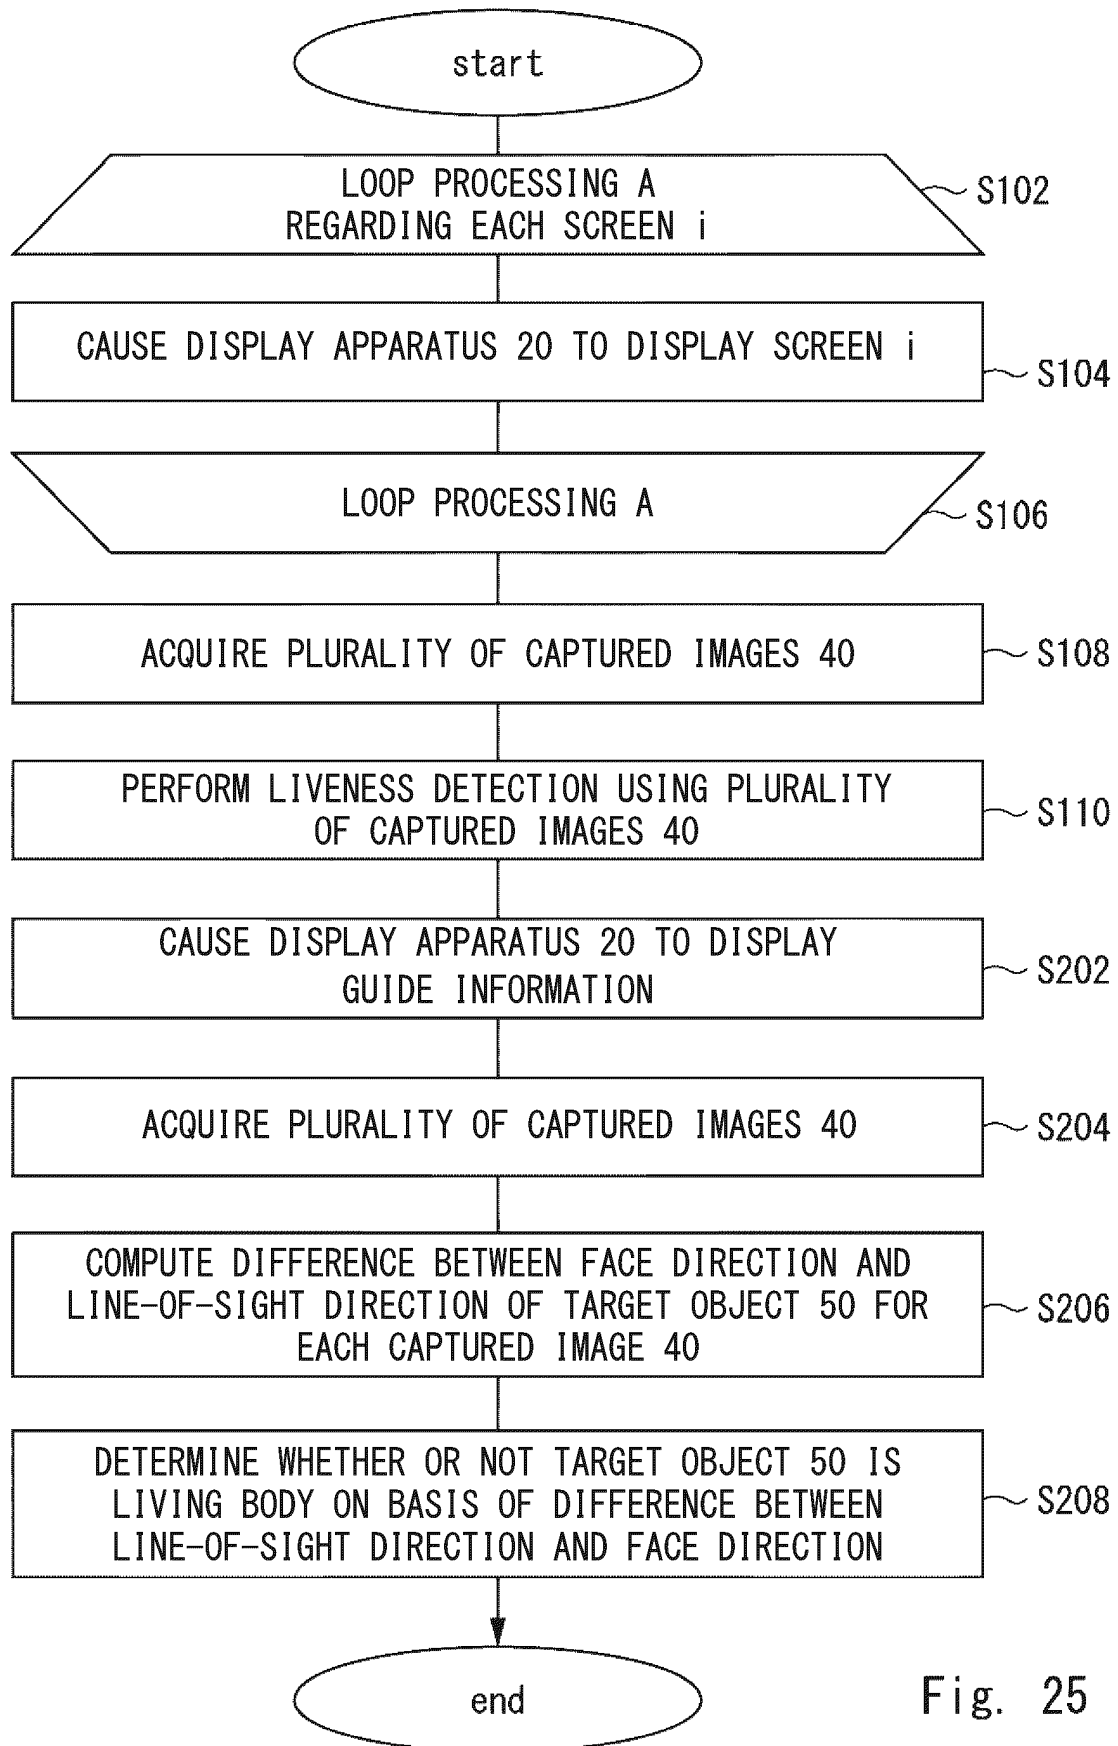 start
LOOP PROCESSING A
REGARDING EACH SCREEN i
S102
CAUSE DISPLAY APPARATUS 20 TO DISPLAY SCREEN i
S104
LOOP PROCESSING A
S106
ACQUIRE PLURALITY OF CAPTURED IMAGES 40
S108
PERFORM LIVENESS DETECTION USING PLURALITY
OF CAPTURED IMAGES 40
S110
CAUSE DISPLAY APPARATUS 20 TO DISPLAY
GUIDE INFORMATION
S202
ACQUIRE PLURALITY OF CAPTURED IMAGES 40
S204
COMPUTE DIFFERENCE BETWEEN FACE DIRECTION AND
LINE-OF-SIGHT DIRECTION OF TARGET OBJECT 50 FOR
EACH CAPTURED IMAGE 40
S206
DETERMINE WHETHER OR NOT TARGET OBJECT 50 IS
LIVING BODY ON BASIS OF DIFFERENCE BETWEEN
LINE-OF-SIGHT DIRECTION AND FACE DIRECTION
S208
end
Fig. 25